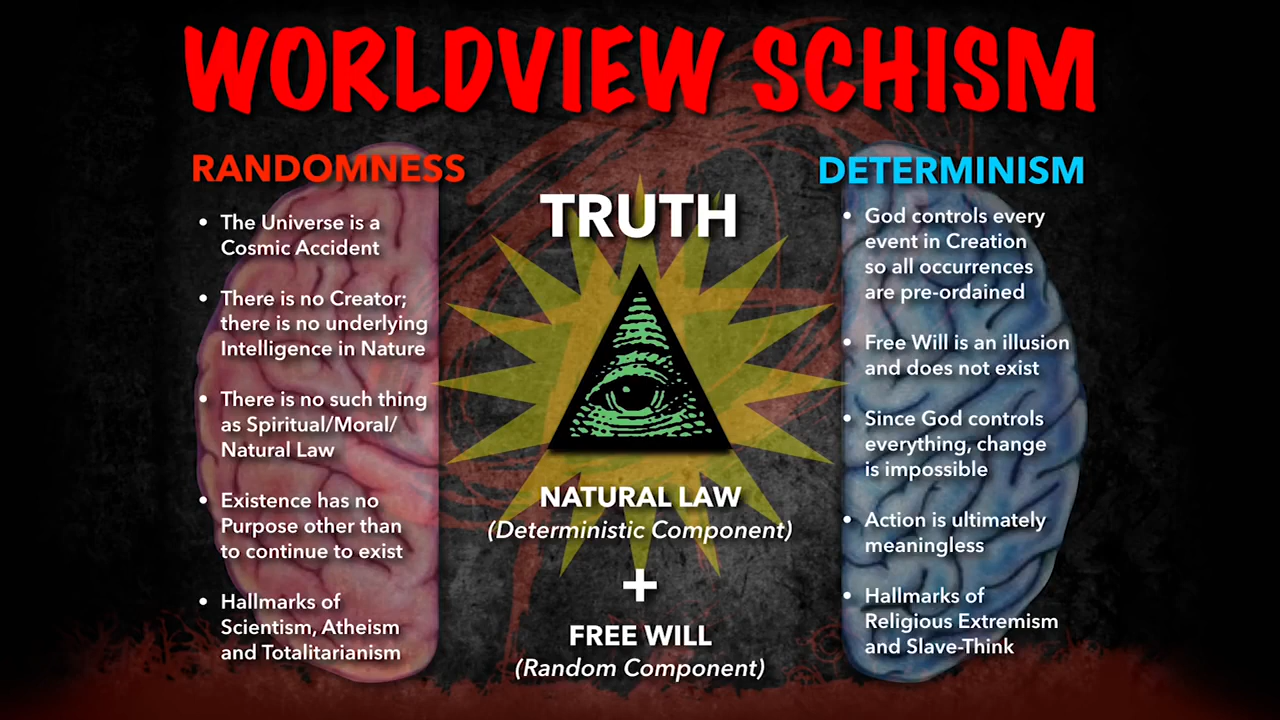 WORLDVIEW SCHISM
RANDOMNESS
• The Universe is a
Cosmic Accident
• There is no Creator;
there is no underlying
Intelligence in Nature
• There is no such thing
as Spiritual/Moral/
Natural Law
• Existence has no
Purpose other than
to continue to exist
• Hallmarks of
Scientism, Atheism
and Totalitarianism
TRUTH
NATURAL LAW
(Deterministic Component)
+
FREE WILL
(Random Component)
DETERMINISM
• God controls every
event in Creation
so all occurrences
are pre-ordained
• Free Will is an illusion
and does not exist
• Since God controls
everything, change
is impossible
• Action is ultimately
meaningless
• Hallmarks of
Religious Extremism
and Slave-Think